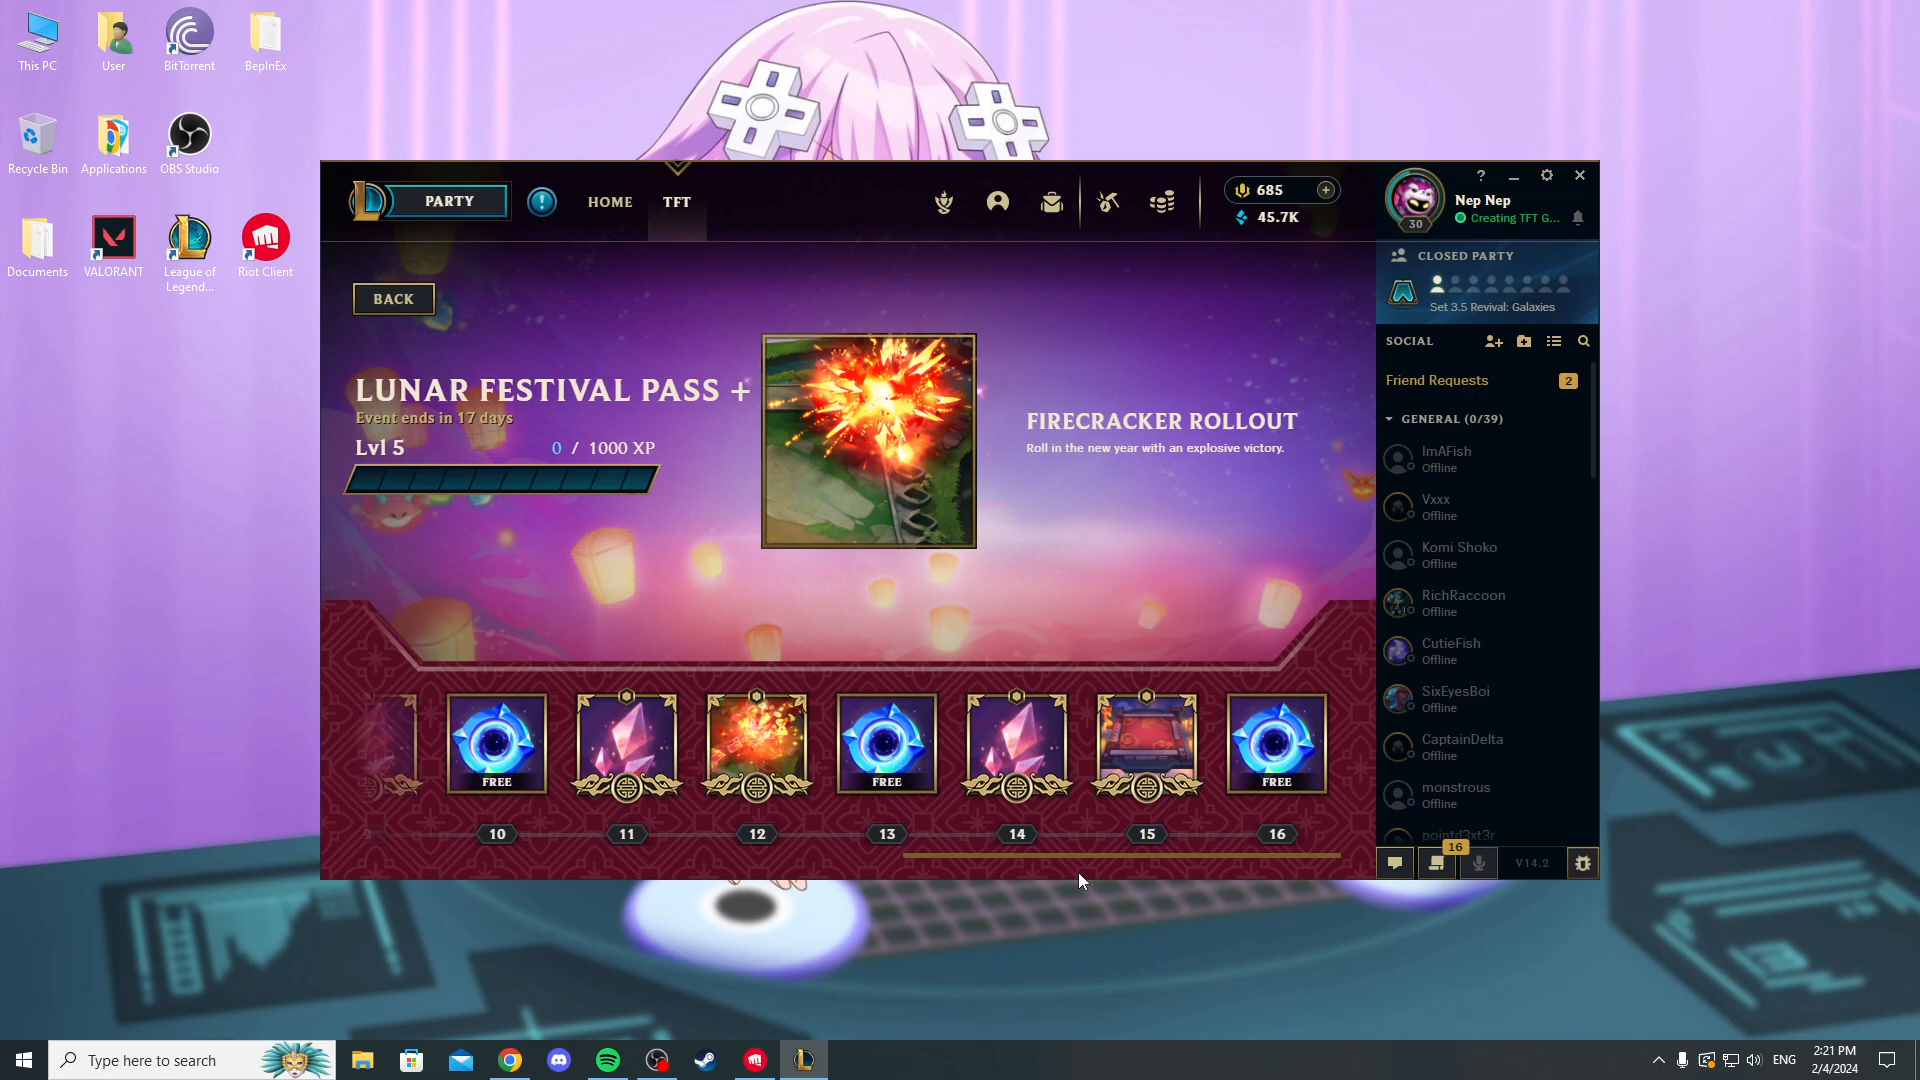 This PC
User
BitTorrent
BepInEx
Recycle Bin
Applications
OBS Studio
Documents
VALORANT
League of
Legend...
Riot Client
PARTY
HOME
TFT
685
45.7K
30
Nep Nep
Creating TFT G...
CLOSED PARTY
Set 3.5 Revival: Galaxies
BACK
LUNAR FESTIVAL PASS +
Event ends in 17 days
Lvl 5
0 / 1000 XP
FIRECRACKER ROLLOUT
Roll in the new year with an explosive victory.
SOCIAL
Friend Requests
2
GENERAL (0/39)
ImAFish
Offline
Vxxx
Offline
Komi Shoko
Offline
RichRaccoon
Offline
CutieFish
Offline
SixEyesBoi
Offline
CaptainDelta
Offline
monstrous
Offline
pointd3xt3r
FREE
FREE
FREE
9
10
11
12
13
14
15
16
16
V14.2
Type here to search
ENG
2:21 PM
2/4/2024